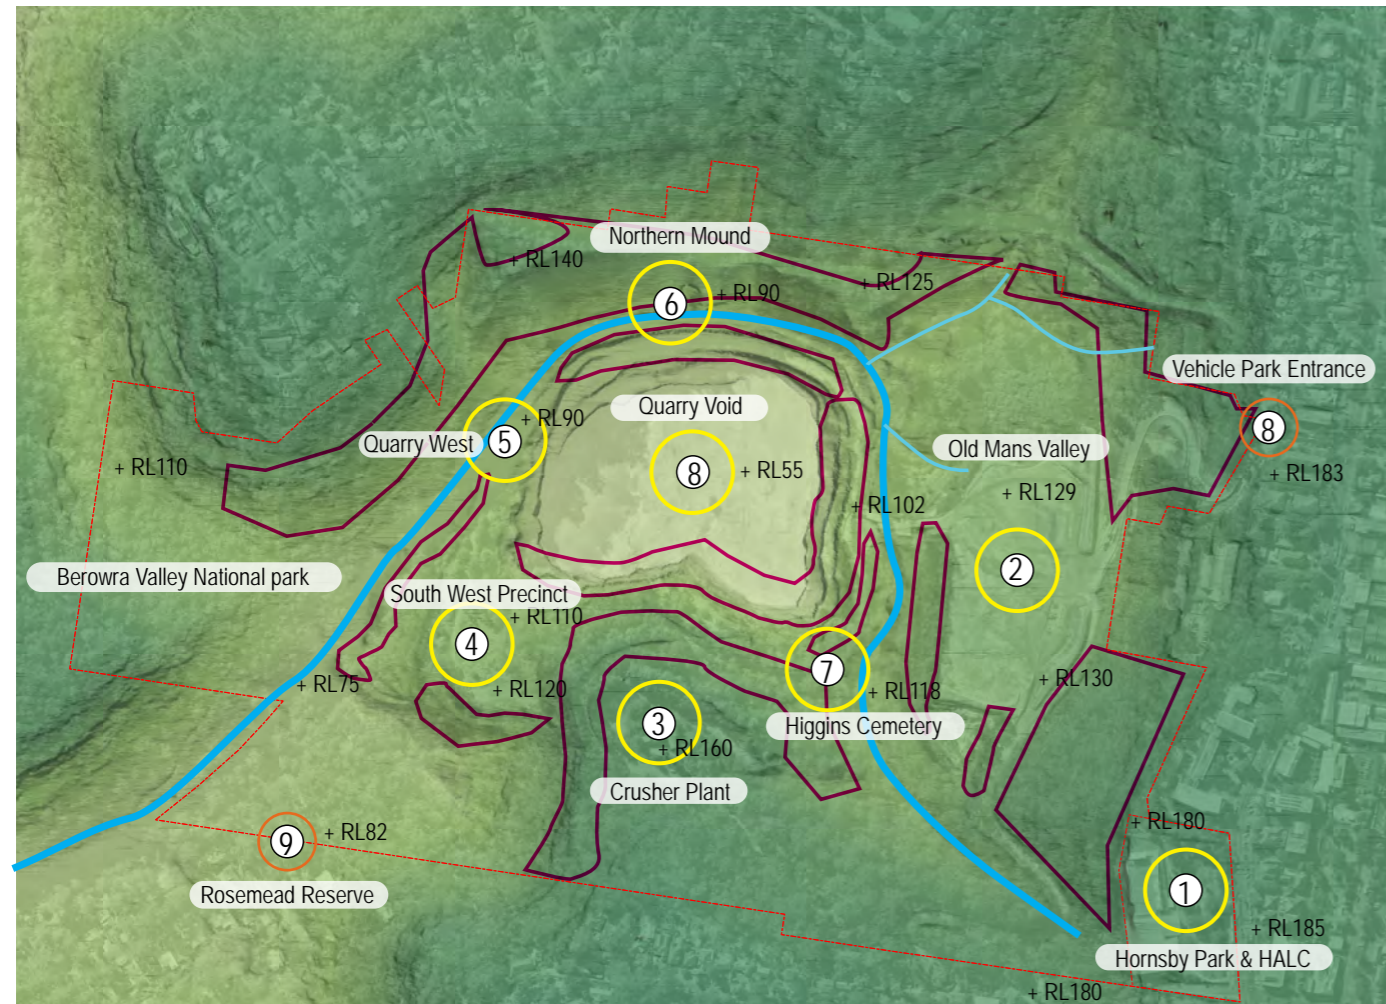 Northern Mound
+ RL140
+ RL90
+ RL125
6
Vehicle Park Entrance
+ RL90
Quarry Void
8
Quarry West
5
Old Mans Valley
+ RL110
8
+ RL55
+ RL183
+ RL129
+ RL102
Berowra Valley National park
2
South West Precinct
+ RL110
4
7
+ RL75
+ RL120
+ RL118
+ RL130
3
Higgins Cemetery
+ RL160
Crusher Plant
+ RL82
+ RL180
9
Rosemead Reserve
1
+ RL185
Hornsby Park & HALC
+ RL180